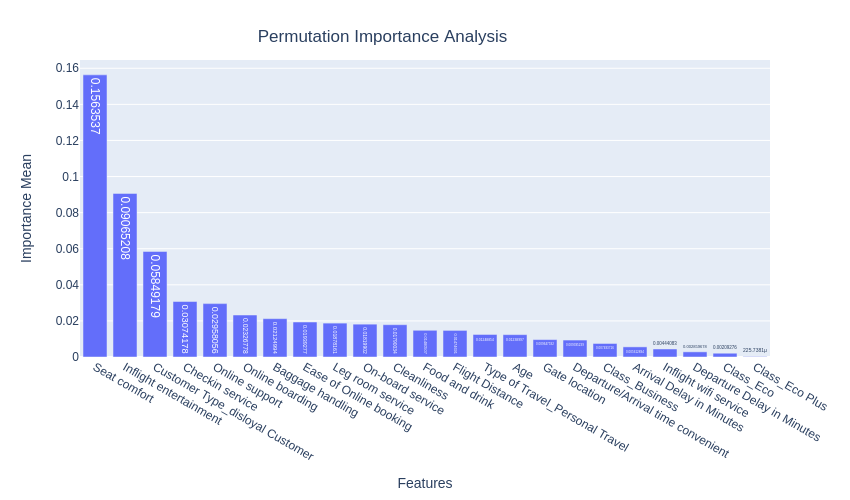 Permutation Importance Analysis
Importance Mean
0.16
0.14
0.12
0.1
0.08
0.06
0.04
0.02
0
0.1563537
0.09065208
0.05849179
0.03074178
0.02958056
0.02326778
0.00444083
0.00208276
225.7381µ
Seat comfort
Inflight entertainment
Customer Type_disloyal Customer
Checkin service
Online support
Online boarding
Baggage handling
Ease of Online booking
Leg room service
On-board service
Cleanliness
Food and drink
Flight Distance
Type of Travel_Personal Travel
Age
Gate location
Departure/Arrival time convenient
Class_Business
Arrival Delay in Minutes
Inflight wifi service
Departure Delay in Minutes
Class_Eco
Class_Eco Plus
Features